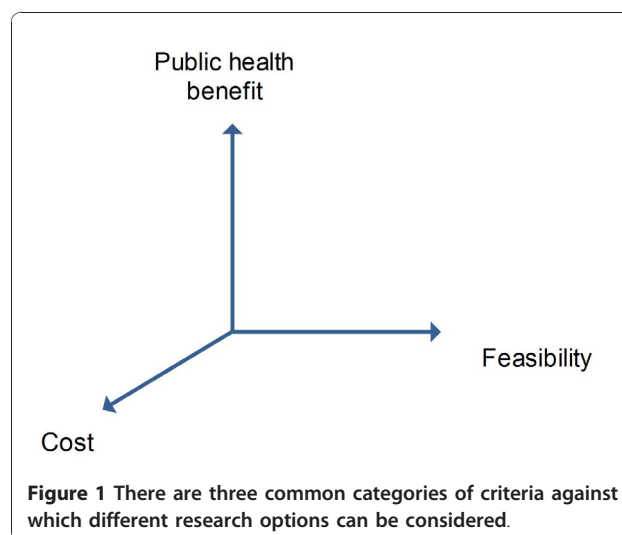 Public health
benefit
Feasibility
Cost
Figure 1 There are three common categories of criteria against
which different research options can be considered.